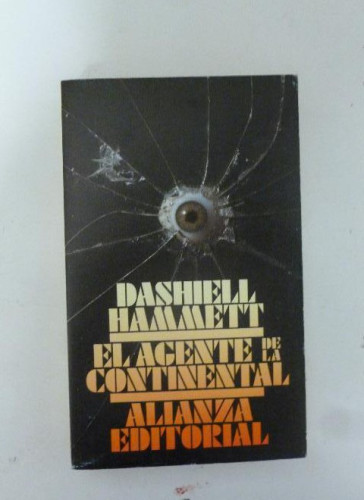 DASHIELL
HAMMETT
EL AGENTE DE LA
CONTINENTAL
ALIANZA
EDITORIAL